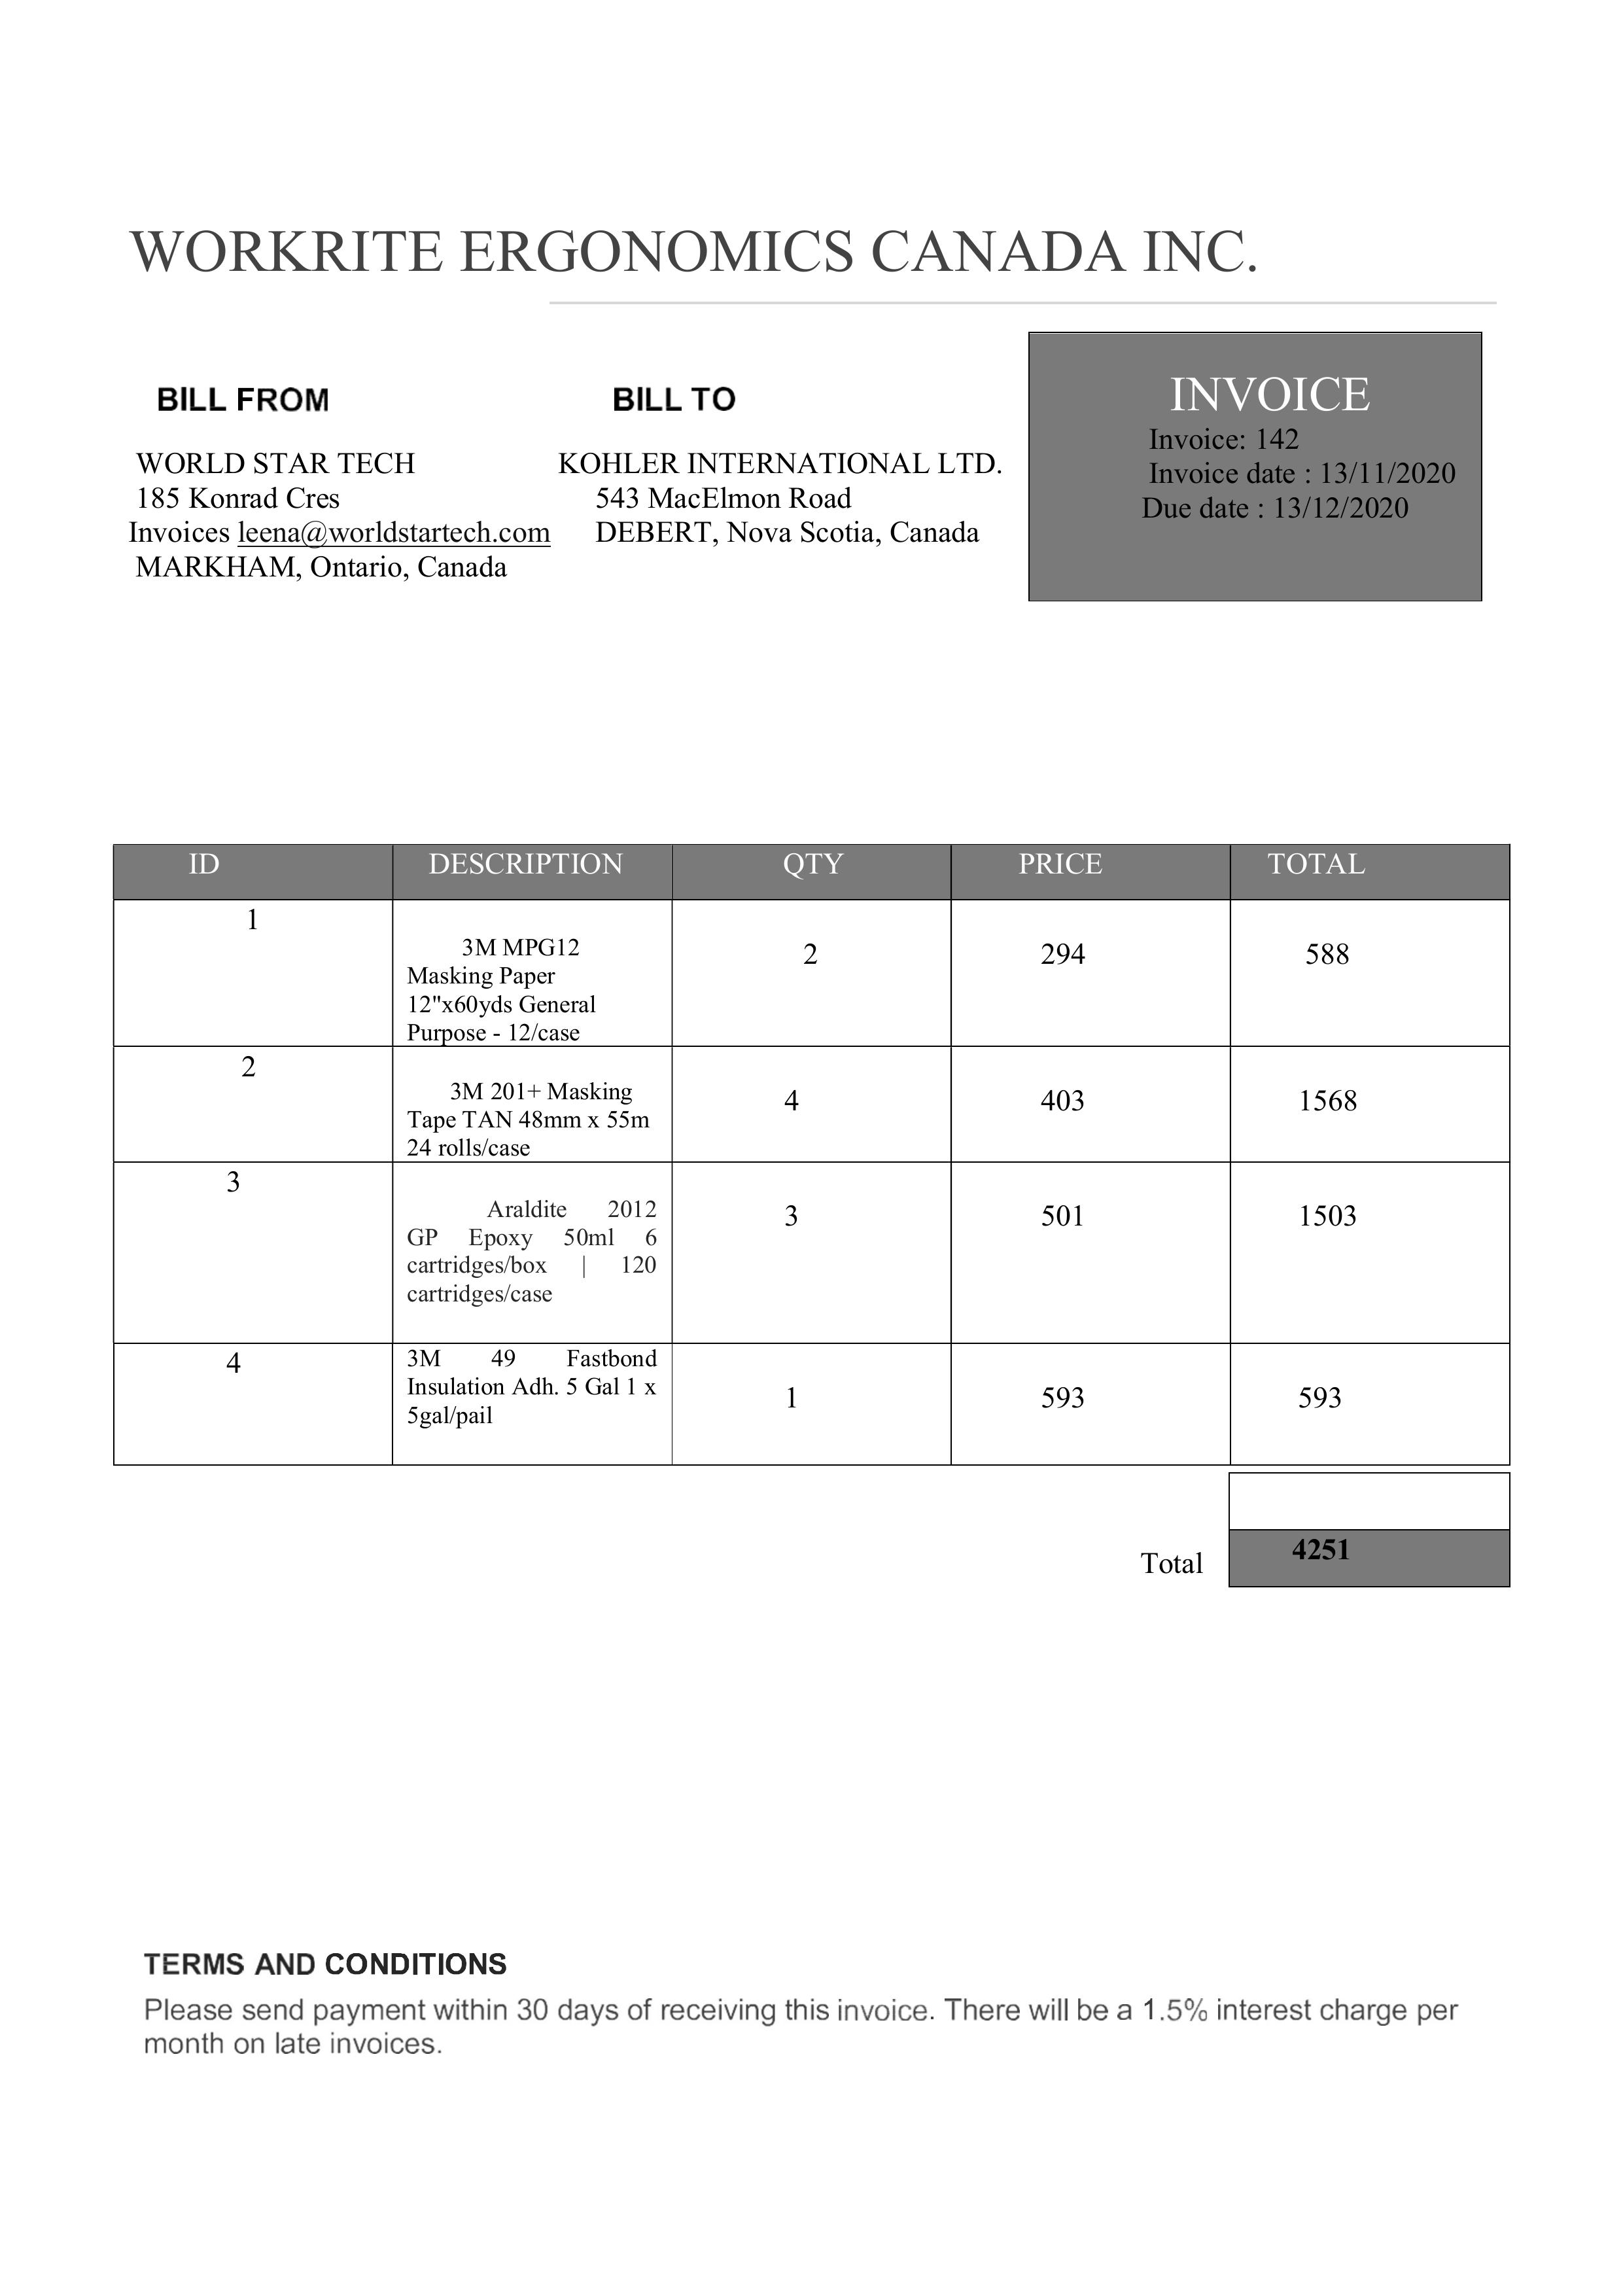 WORKRITE ERGONOMICS CANADA INC.
BILL FROM
WORLD STAR TECH
185 Konrad Cres
Invoices leena@worldstartech.com
MARKHAM, Ontario, Canada
BILL TO
KOHLER INTERNATIONAL LTD.
543 MacElmon Road
DEBERT, Nova Scotia, Canada
INVOICE
Invoice: 142
Invoice date : 13/11/2020
Due date : 13/12/2020
ID DESCRIPTION QTY PRICE TOTAL
1
3M MPG12
Masking Paper
12"x60yds General
Purpose - 12/case
2 294 588
2
3M 201+ Masking
Tape TAN 48mm x 55m
24 rolls/case
4 403 1568
3
Araldite 2012
GP Epoxy 50ml 6
cartridges/box | 120
cartridges/case
3 501 1503
4
3M 49 Fastbond
Insulation Adh. 5 Gal 1 x
5gal/pail
1 593 593
Total 4251
TERMS AND CONDITIONS
Please send payment within 30 days of receiving this invoice. There will be a 1.5% interest charge per
month on late invoices.